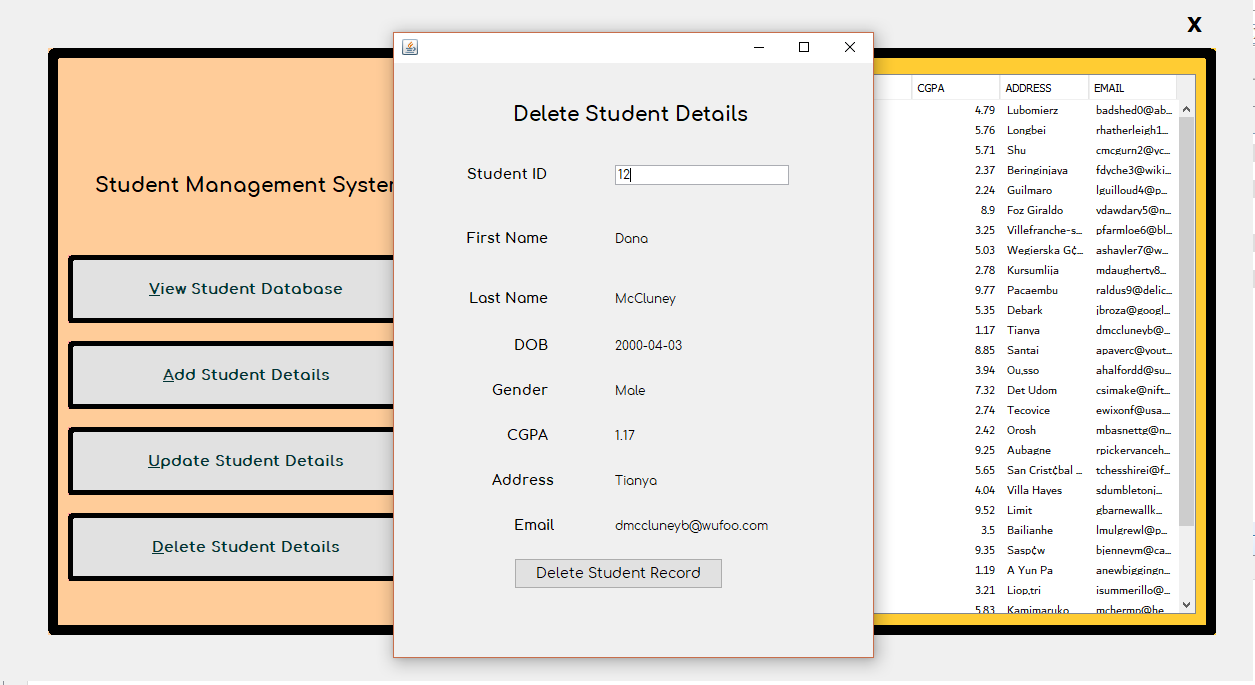 X
Student Management System
View Student Database
Add Student Details
Update Student Details
Delete Student Details
Delete Student Details
Student ID 12
First Name Dana
Last Name McCluney
DOB 2000-04-03
Gender Male
CGPA 1.17
Address Tianya
Email dmccluneyb@wufoo.com
Delete Student Record
CGPA ADDRESS EMAIL
4.79 Lubomierz badshed0@ab...
5.76 Longbei rhatherleigh1...
5.71 Shu cmcgurn2@yc...
2.37 Beringinjaya fdyche3@wiki...
2.24 Guilmaro lguilloud4@p...
8.9 Foz Giraldo vdawdary5@n...
3.25 Villefranche-s... pfarmloe6@bl...
5.03 Wegierska G¢... ashayler7@w...
2.78 Kursumlija mdaugherty8...
9.77 Pacaembu raldus9@delic...
5.35 Debark jbroza@googl...
1.17 Tianya dmccluneyb@...
8.85 Santai apaverc@yout...
3.94 Ou,sso ahalfordd@su...
7.32 Det Udom csimake@nift...
2.74 Tecovice ewixonf@usa....
2.42 Orosh mbasnettg@n...
9.25 Aubagne rpickervanceh...
5.65 San Crist¢bal ... tchesshirei@f...
4.04 Villa Hayes sdumbletonj...
9.52 Limit gbarnewallk...
3.5 Bailianhe lmulgrewl@p...
9.35 Sasp¢w bjenneym@ca...
1.19 A Yun Pa anewbiggingn...
3.21 Liop,tri isummerillo@...
5.83 Kamimaruko mchermp@he...